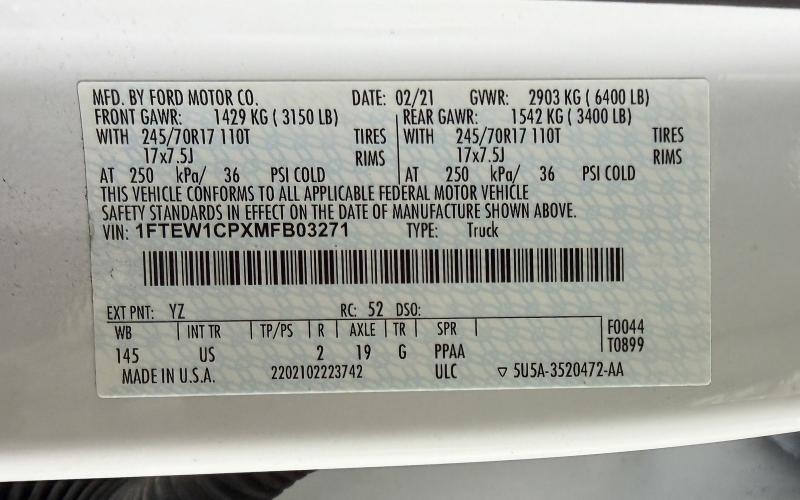 MFD. BY FORD MOTOR CO. DATE: 02/21 GVWR: 2903 KG ( 6400 LB)
FRONT GAWR: 1429 KG ( 3150 LB) REAR GAWR: 1542 KG ( 3400 LB)
WITH 245/70R17 110T TIRES WITH 245/70R17 110T TIRES
17x7.5J RIMS 17x7.5J RIMS
AT 250 kPa/ 36 PSI COLD AT 250 kPa/ 36 PSI COLD
THIS VEHICLE CONFORMS TO ALL APPLICABLE FEDERAL MOTOR VEHICLE
SAFETY STANDARDS IN EFFECT ON THE DATE OF MANUFACTURE SHOWN ABOVE.
VIN: 1FTEW1CPXMFB03271 TYPE: Truck
EXT PNT: YZ RC: 52 DSO:
WB INT TR TP/PS R AXLE TR SPR F0044
145 US 2 19 G PPAA T0899
MADE IN U.S.A. 2202102223742 ULC ▽ 5U5A-3520472-AA